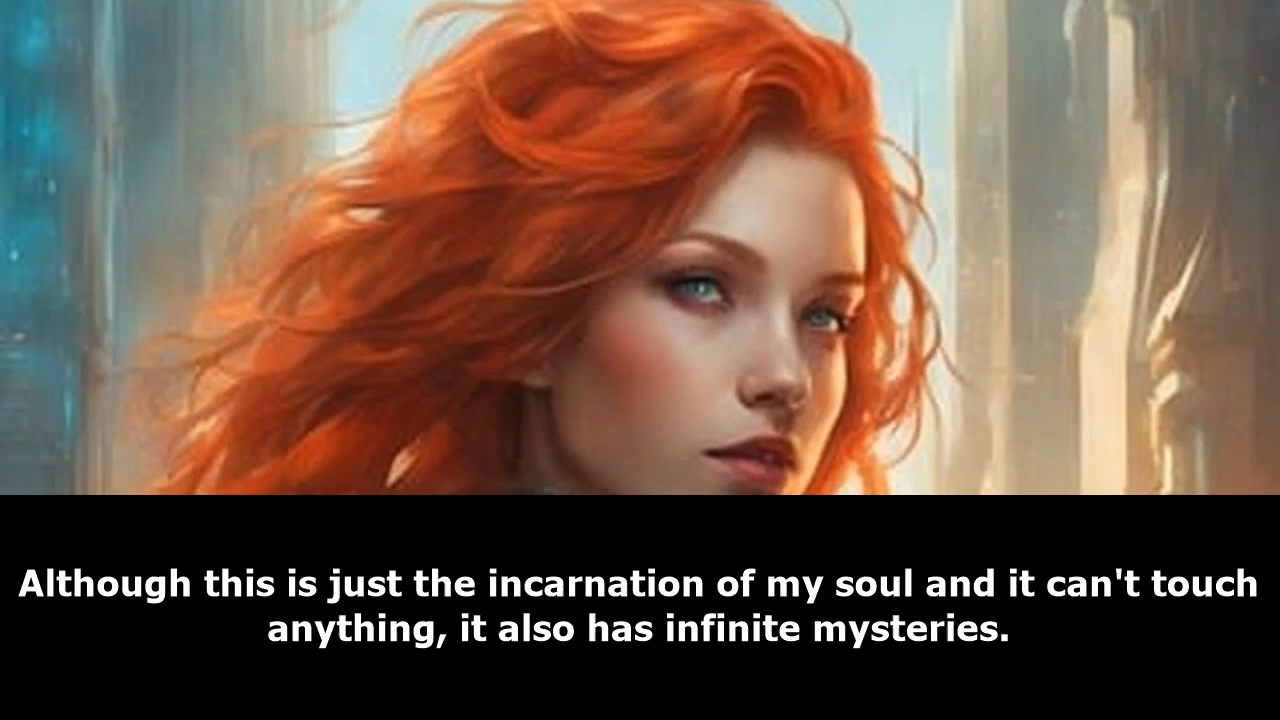 Although this is just the incarnation of my soul and it can't touch
anything, it also has infinite mysteries.